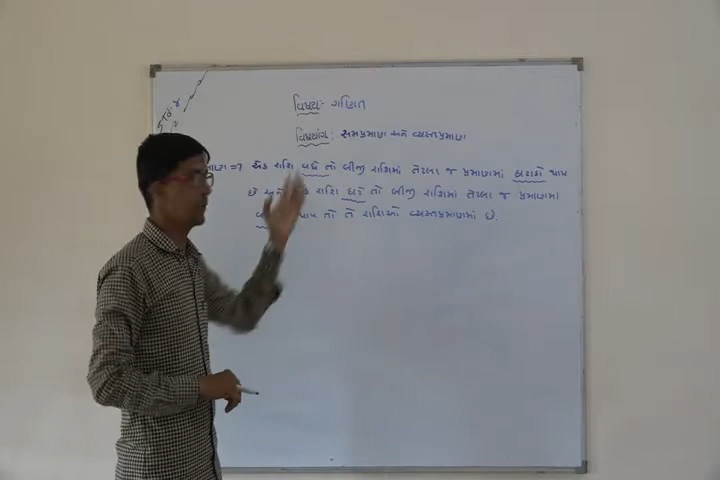 વિષય:- ગણિત
વિષયાંગ: સમપ્રમાણ અને વ્યસ્તપ્રમાણ
એક રાશિ વધે તો બીજી રાશિમાં તેટલા જ પ્રમાણમાં ઘટાડો થાય
છે રાશિ ઘટે તો બીજી રાશિમાં તેટલા જ પ્રમાણમાં
થાય તો તે રાશિઓ વ્યસ્તપ્રમાણમાં છે.